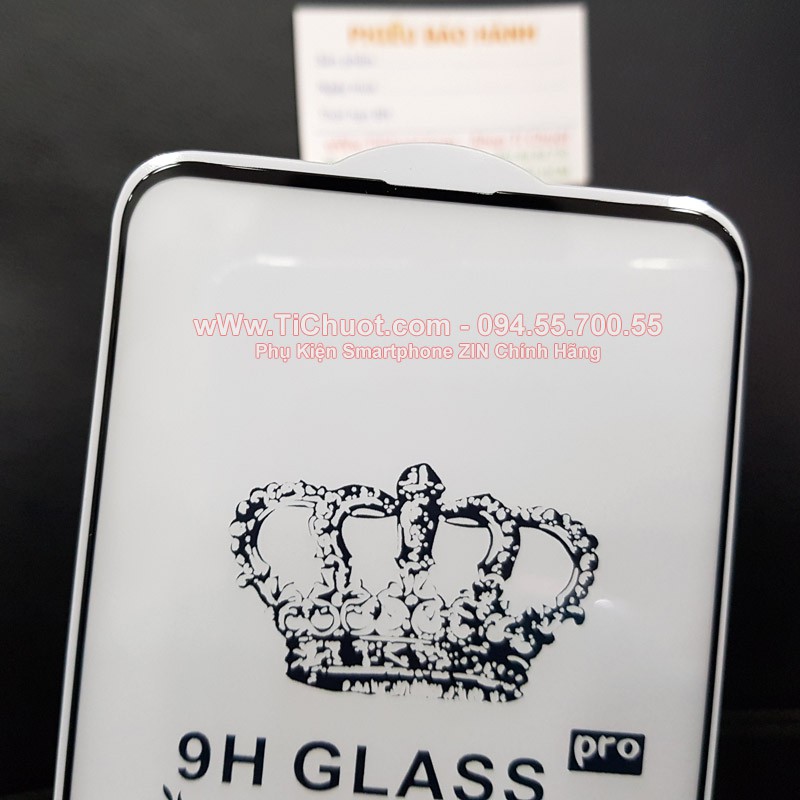 PHIẾU BẢO HÀNH
wWw.TiChuot.com - 094.55.700.55
Phụ Kiện Smartphone ZIN Chính Hãng
9H GLASS pro